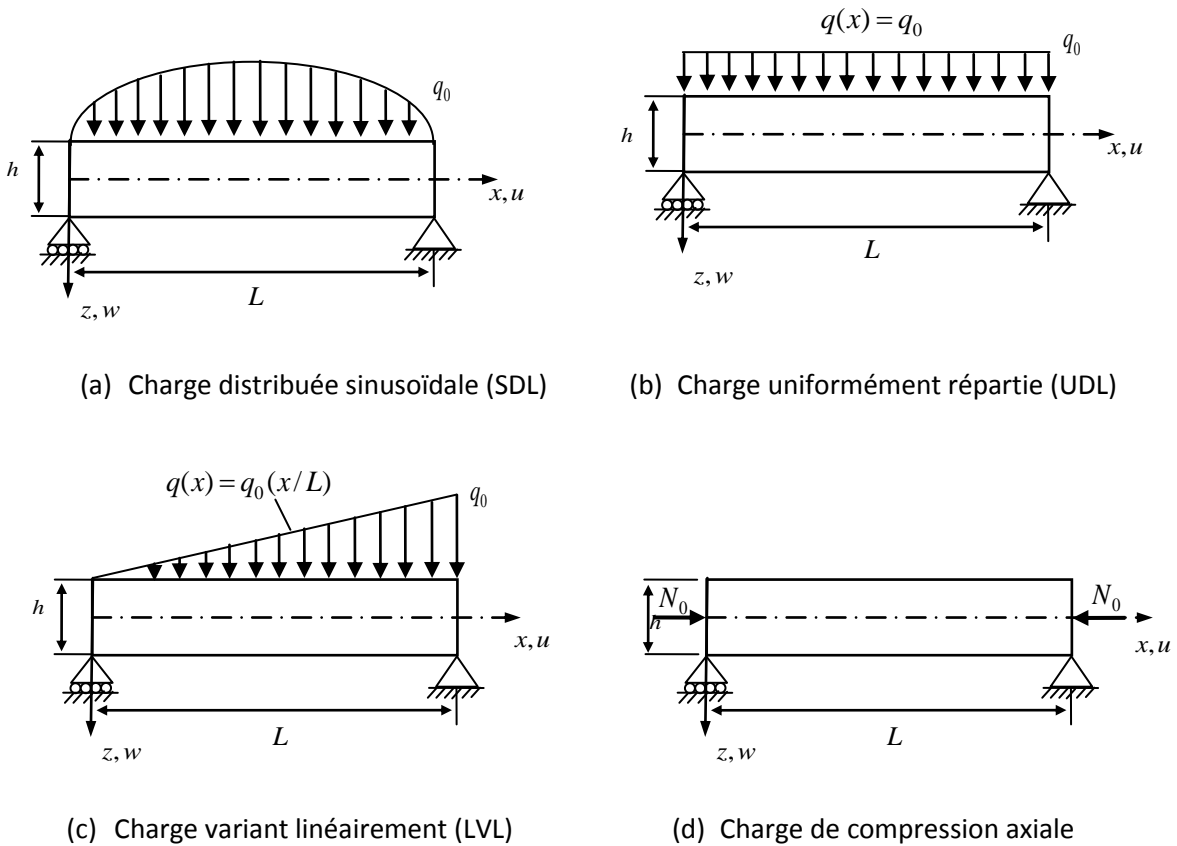 q₀
h
x, u
L
z, w
(a) Charge distribuée sinusoïdale (SDL)
q(x) = q₀
q₀
h
x, u
L
z, w
(b) Charge uniformément répartie (UDL)
q(x) = q₀(x/L)
q₀
h
x, u
L
z, w
(c) Charge variant linéairement (LVL)
N₀
h
N₀
x, u
L
z, w
(d) Charge de compression axiale